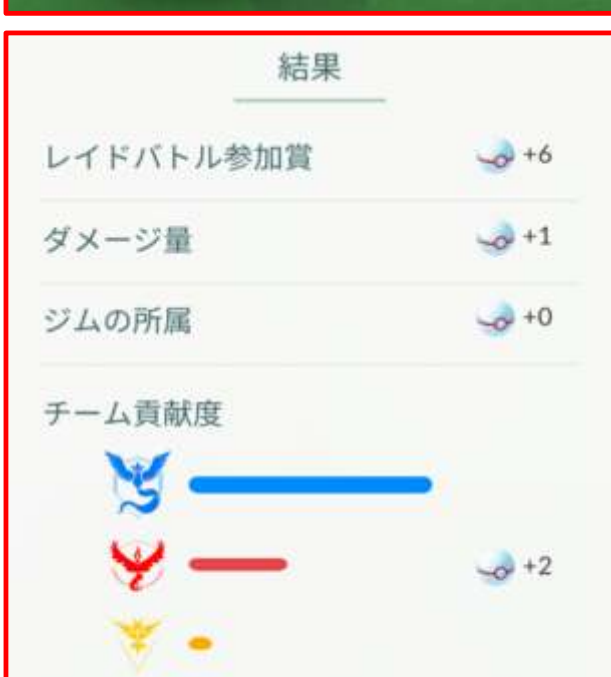 結果
レイドバトル参加賞 +6
ダメージ量 +1
ジムの所属 +0
チーム貢献度
+2